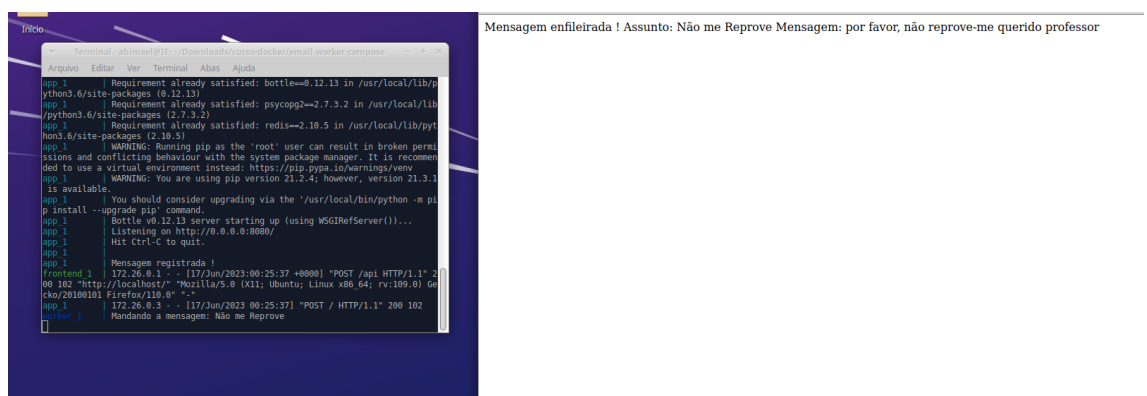 Início
Mensagem enfileirada ! Assunto: Não me Reprove Mensagem: por favor, não reprove-me querido professor
Terminal - abimael@IF: ~/Downloads/curso-docker/email-worker-compose
Arquivo Editar Ver Terminal Abas Ajuda
app_1 | Requirement already satisfied: bottle==0.12.13 in /usr/local/lib/p
ython3.6/site-packages (0.12.13)
app_1 | Requirement already satisfied: psycopg2==2.7.3.2 in /usr/local/lib
/python3.6/site-packages (2.7.3.2)
app_1 | Requirement already satisfied: redis==2.10.5 in /usr/local/lib/pyt
hon3.6/site-packages (2.10.5)
app_1 | WARNING: Running pip as the 'root' user can result in broken permi
ssions and conflicting behaviour with the system package manager. It is recommen
ded to use a virtual environment instead: https://pip.pypa.io/warnings/venv
app_1 | WARNING: You are using pip version 21.2.4; however, version 21.3.1
is available.
app_1 | You should consider upgrading via the '/usr/local/bin/python -m pi
p install --upgrade pip' command.
app_1 | Bottle v0.12.13 server starting up (using WSGIRefServer())...
app_1 | Listening on http://0.0.0.0:8080/
app_1 | Hit Ctrl-C to quit.
app_1 |
app_1 | Mensagem registrada !
frontend_1 | 172.26.0.1 - - [17/Jun/2023:00:25:37 +0000] "POST /api HTTP/1.1" 2
00 102 "http://localhost/" "Mozilla/5.0 (X11; Ubuntu; Linux x86_64; rv:109.0) Ge
cko/20100101 Firefox/110.0" "-"
app_1 | 172.26.0.3 - - [17/Jun/2023 00:25:37] "POST / HTTP/1.1" 200 102
worker_1 | Mandando a mensagem: Não me Reprove